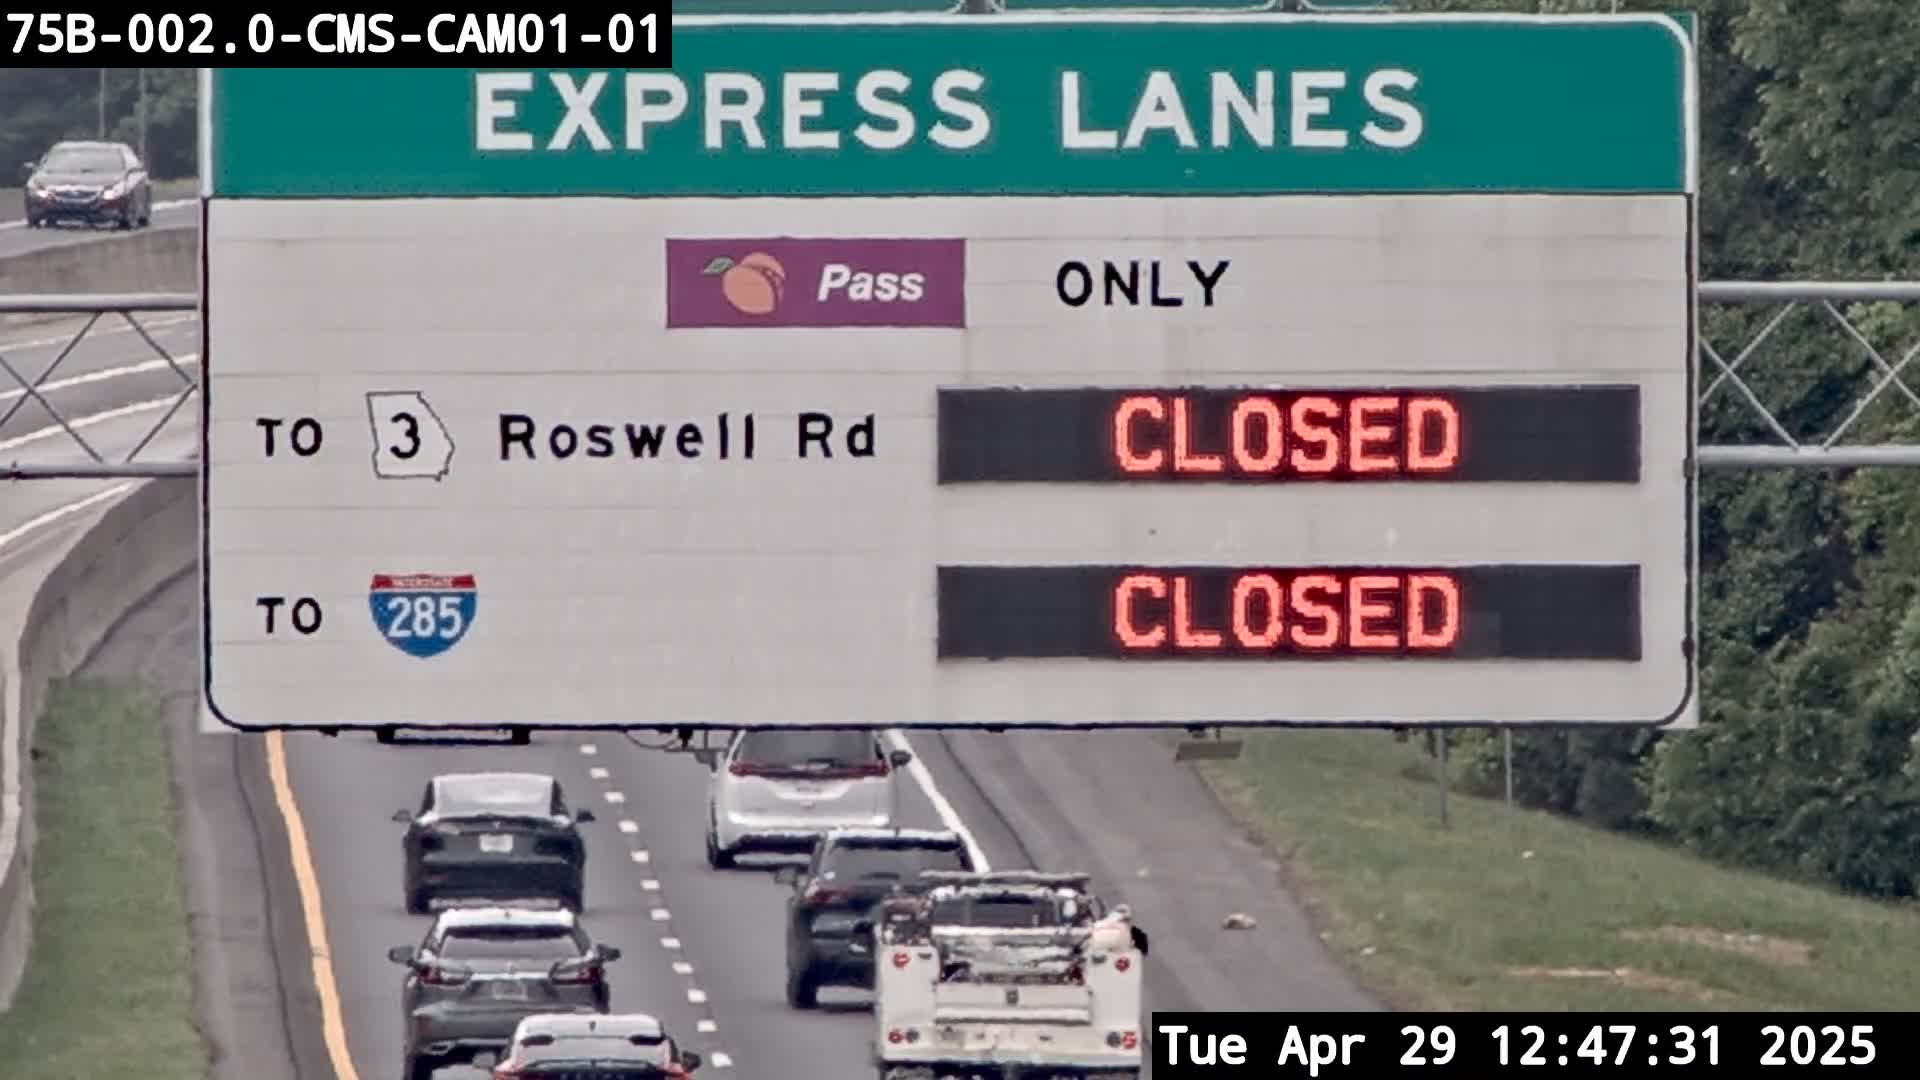 75B-002.0-CMS-CAM01-01
EXPRESS LANES
Pass ONLY
TO 3 Roswell Rd CLOSED
INTERSTATE
TO 285 CLOSED
Tue Apr 29 12:47:31 2025